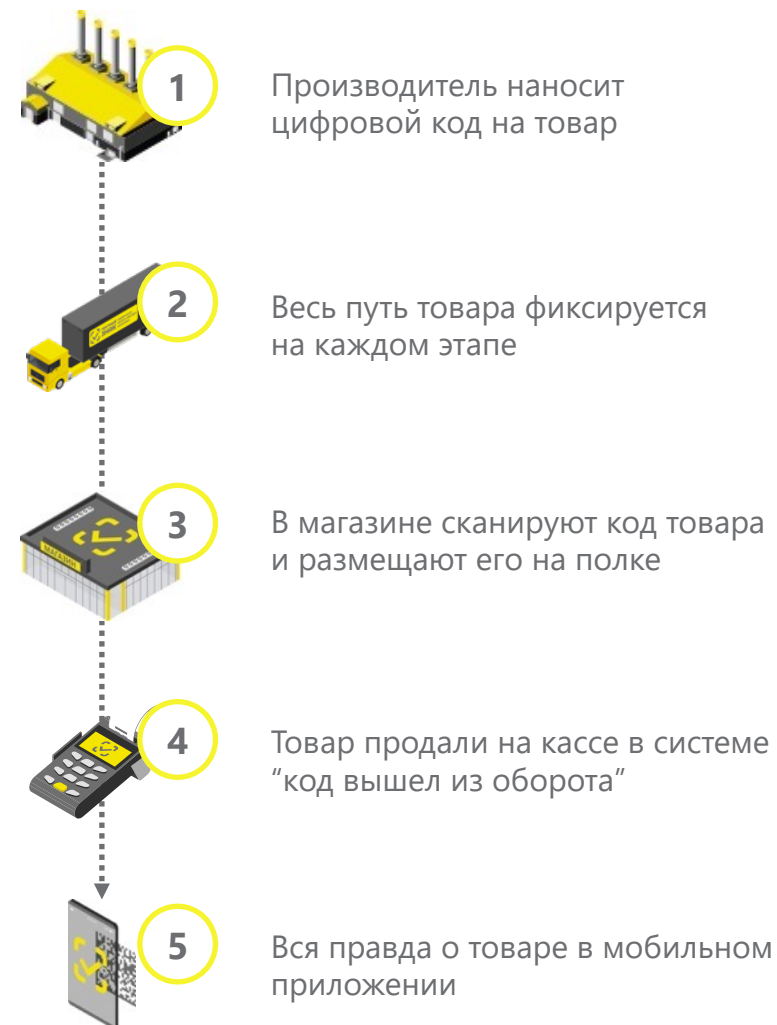 1
Производитель наносит
цифровой код на товар
2
Весь путь товара фиксируется
на каждом этапе
МАГАЗИН
3
В магазине сканируют код товара
и размещают его на полке
4
Товар продали на кассе в системе
“код вышел из оборота”
5
Вся правда о товаре в мобильном
приложении